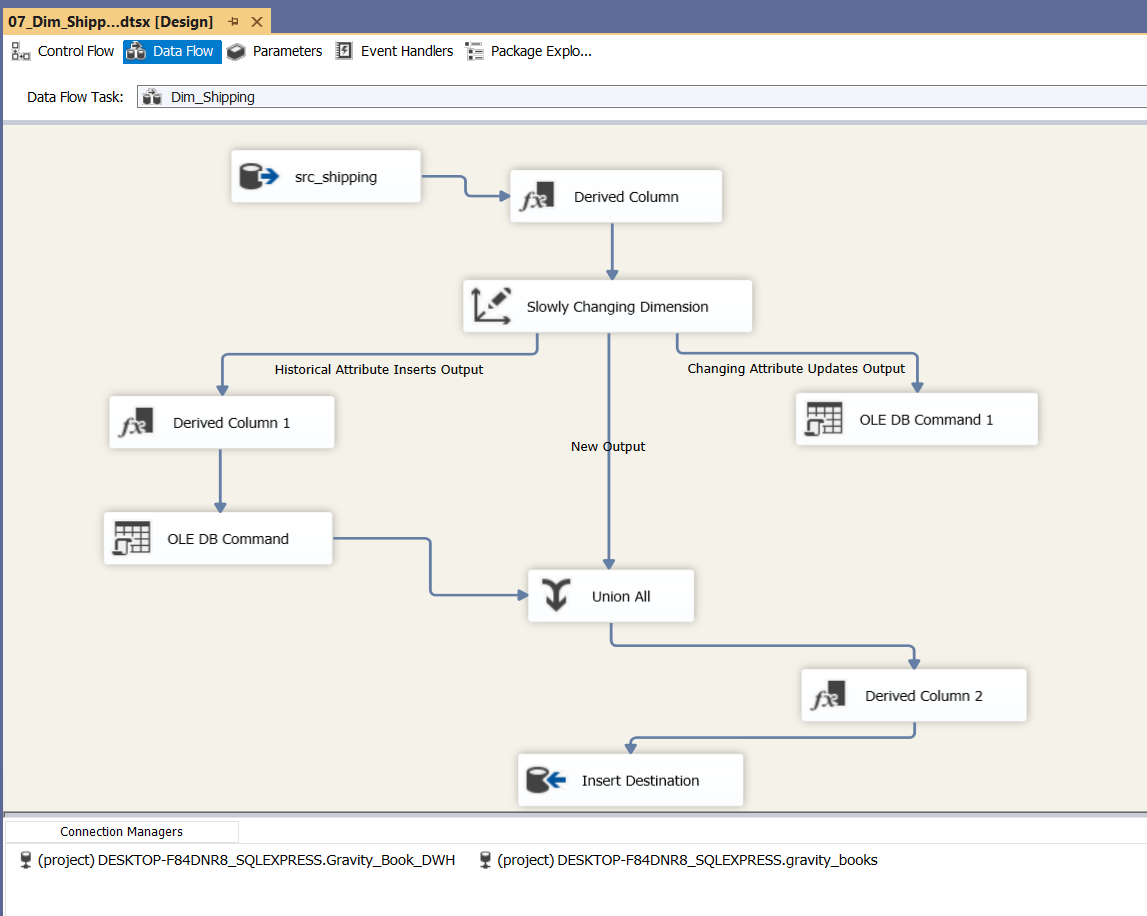 07_Dim_Shipp...dtsx [Design]
Control Flow
Data Flow
Parameters
Event Handlers
Package Explo...
Data Flow Task:
Dim_Shipping
src_shipping
Derived Column
Slowly Changing Dimension
Historical Attribute Inserts Output
Changing Attribute Updates Output
Derived Column 1
OLE DB Command 1
New Output
OLE DB Command
Union All
Derived Column 2
Insert Destination
Connection Managers
(project) DESKTOP-F84DNR8_SQLEXPRESS.Gravity_Book_DWH
(project) DESKTOP-F84DNR8_SQLEXPRESS.gravity_books